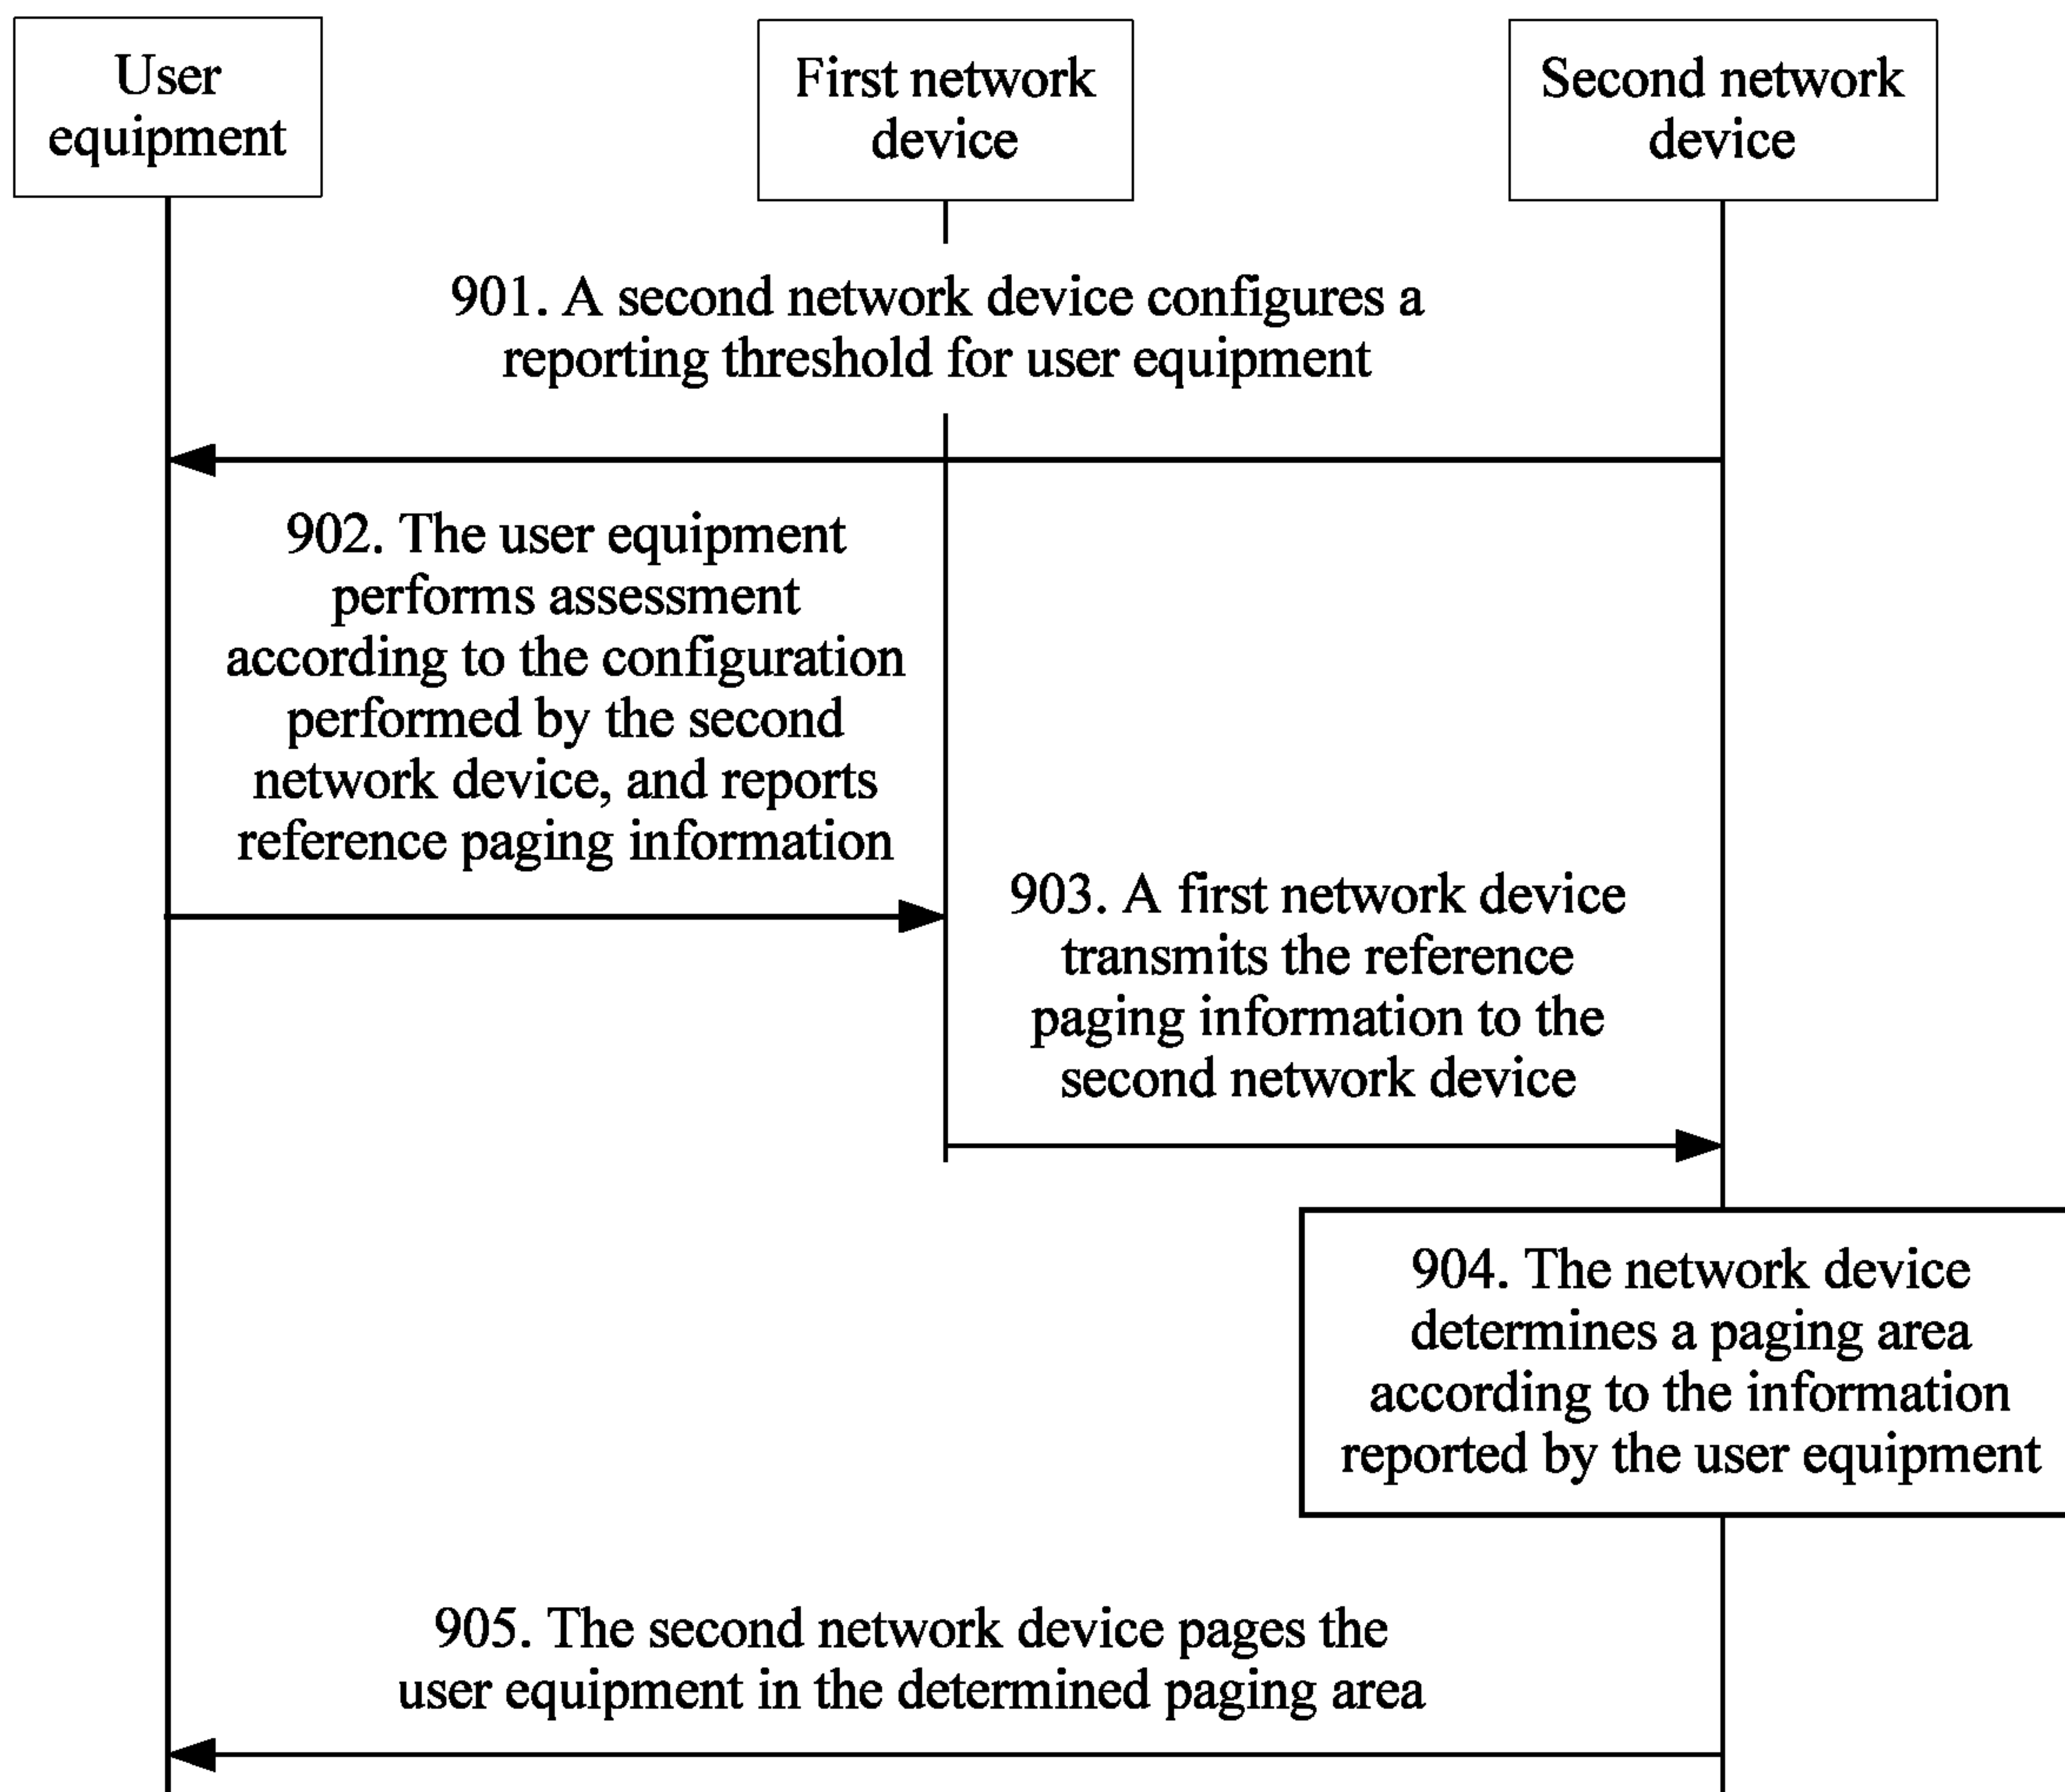 User
equipment
First network
device
Second network
device
901. A second network device configures a
reporting threshold for user equipment
902. The user equipment
performs assessment
according to the configuration
performed by the second
network device, and reports
reference paging information
903. A first network device
transmits the reference
paging information to the
second network device
904. The network device
determines a paging area
according to the information
reported by the user equipment
905. The second network device pages the
user equipment in the determined paging area